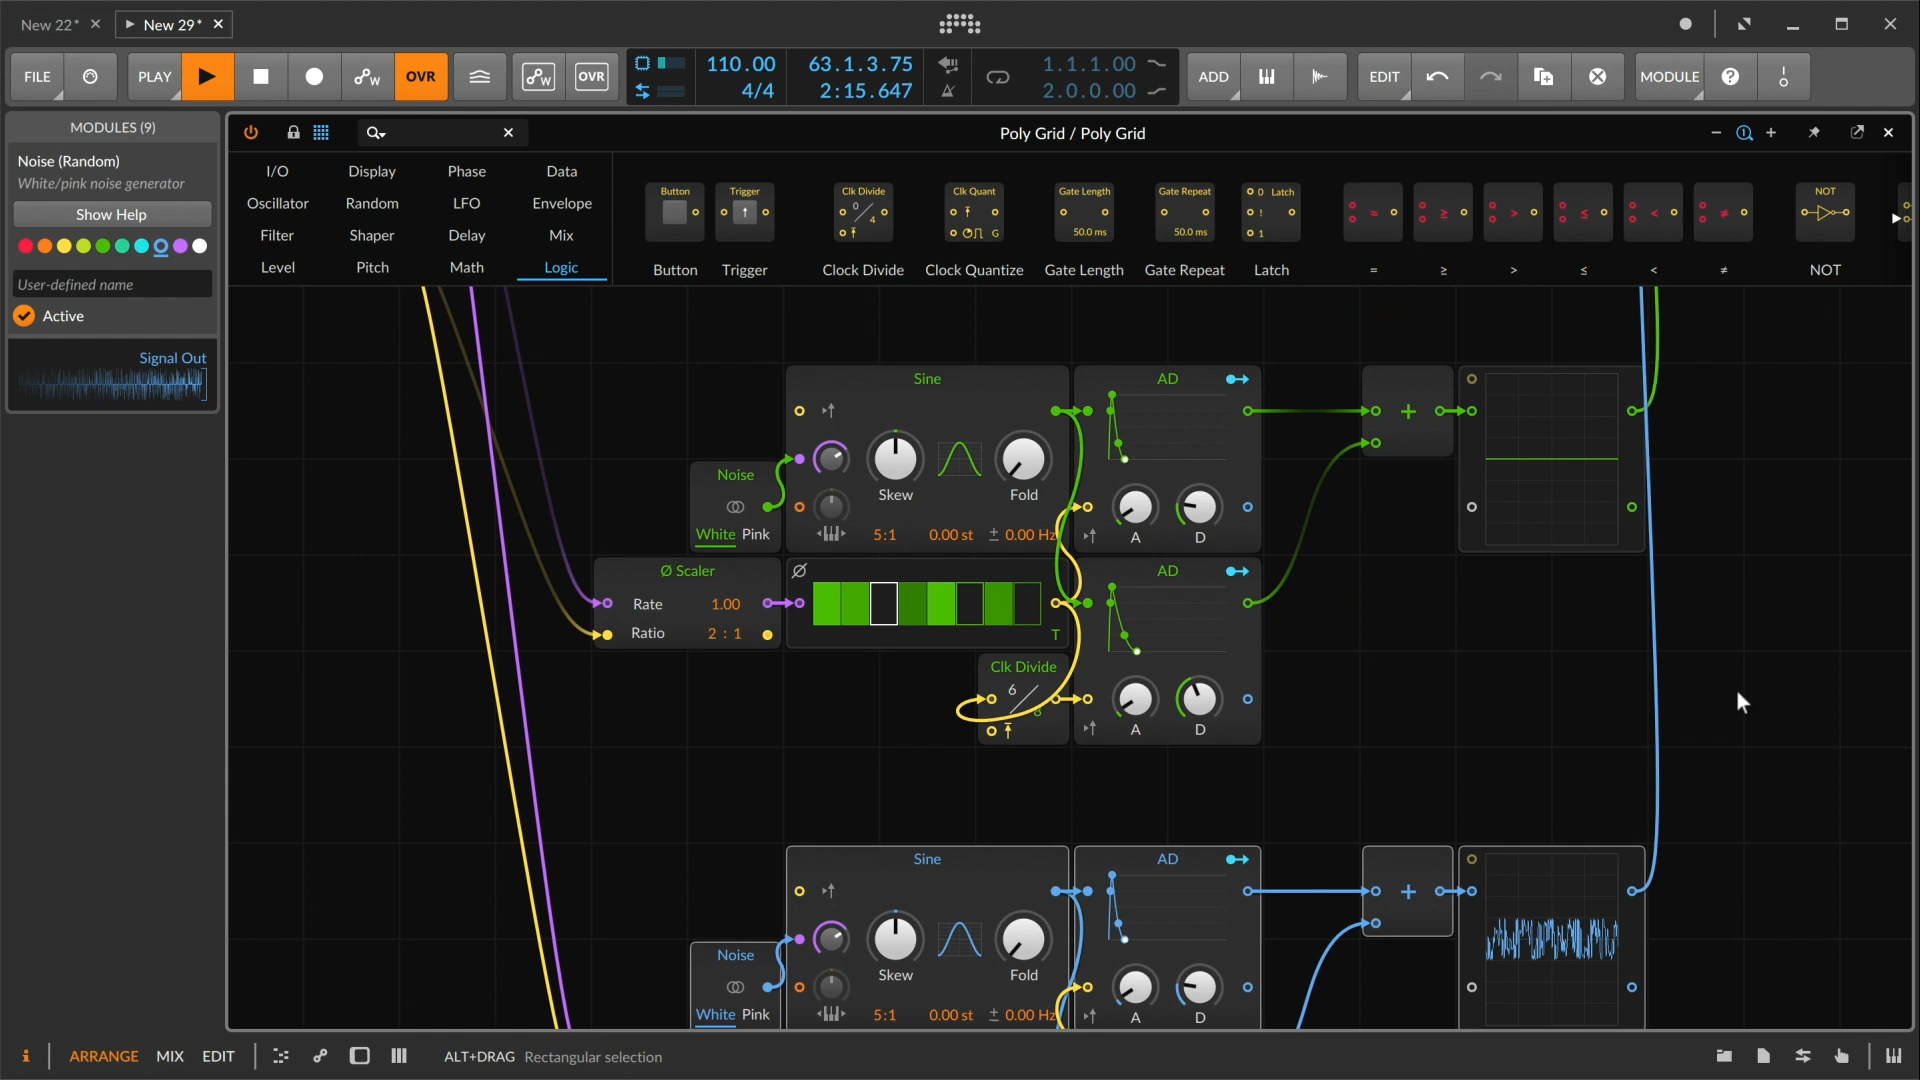 New 22* New 29*
FILE PLAY OVR OVR 110.00 63.1.3.75 1.1.1.00 ADD EDIT MODULE
4/4 2:15.647 2.0.0.00
MODULES (9)
Noise (Random)
White/pink noise generator
Show Help
User-defined name
Active
Signal Out
Poly Grid / Poly Grid
I/O Display Phase Data
Oscillator Random LFO Envelope
Filter Shaper Delay Mix
Level Pitch Math Logic
Button Trigger Clk Divide Clk Quant Gate Length Gate Repeat 0 Latch NOT
0 4 G 50.0 ms 50.0 ms ! 1 = ≥ > ≤ < ≠
Button Trigger Clock Divide Clock Quantize Gate Length Gate Repeat Latch = ≥ > ≤ < ≠ NOT
Sine AD
+
Noise
Skew Fold
White Pink 5:1 0.00 st ± 0.00 Hz A D
Ø Scaler Ø AD
Rate 1.00
Ratio 2 : 1 T
Clk Divide
6 8
A D
Sine AD
+
Noise
Skew Fold
White Pink 5:1 0.00 st ± 0.00 Hz A D
i ARRANGE MIX EDIT ALT+DRAG Rectangular selection